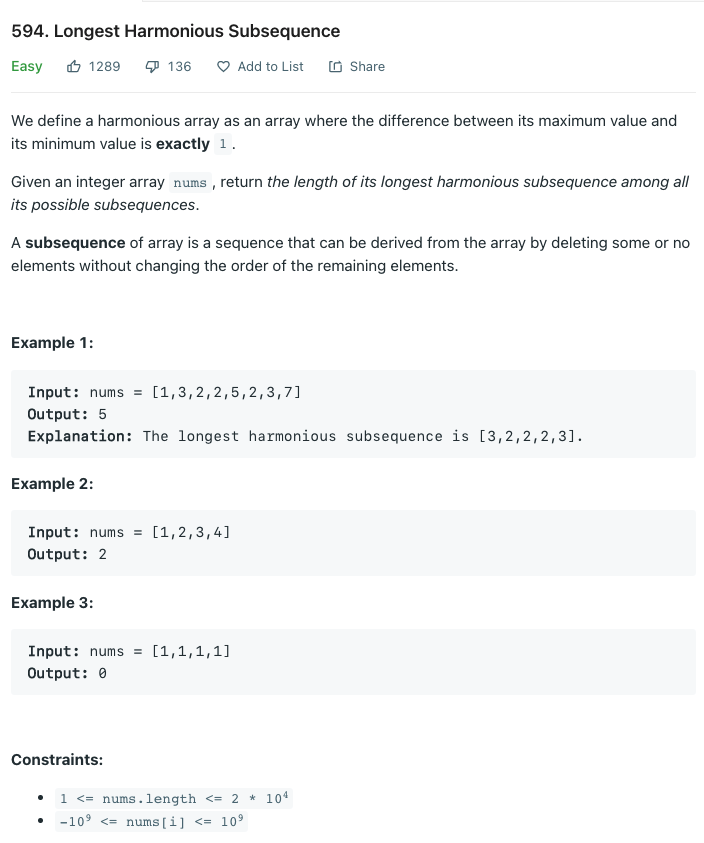 594. Longest Harmonious Subsequence
Easy 1289 136 Add to List Share
We define a harmonious array as an array where the difference between its maximum value and
its minimum value is exactly 1 .
Given an integer array nums , return the length of its longest harmonious subsequence among all
its possible subsequences.
A subsequence of array is a sequence that can be derived from the array by deleting some or no
elements without changing the order of the remaining elements.
Example 1:
Input: nums = [1,3,2,2,5,2,3,7]
Output: 5
Explanation: The longest harmonious subsequence is [3,2,2,2,3].
Example 2:
Input: nums = [1,2,3,4]
Output: 2
Example 3:
Input: nums = [1,1,1,1]
Output: 0
Constraints:
• 1 <= nums.length <= 2 * 10⁴
• -10⁹ <= nums[i] <= 10⁹